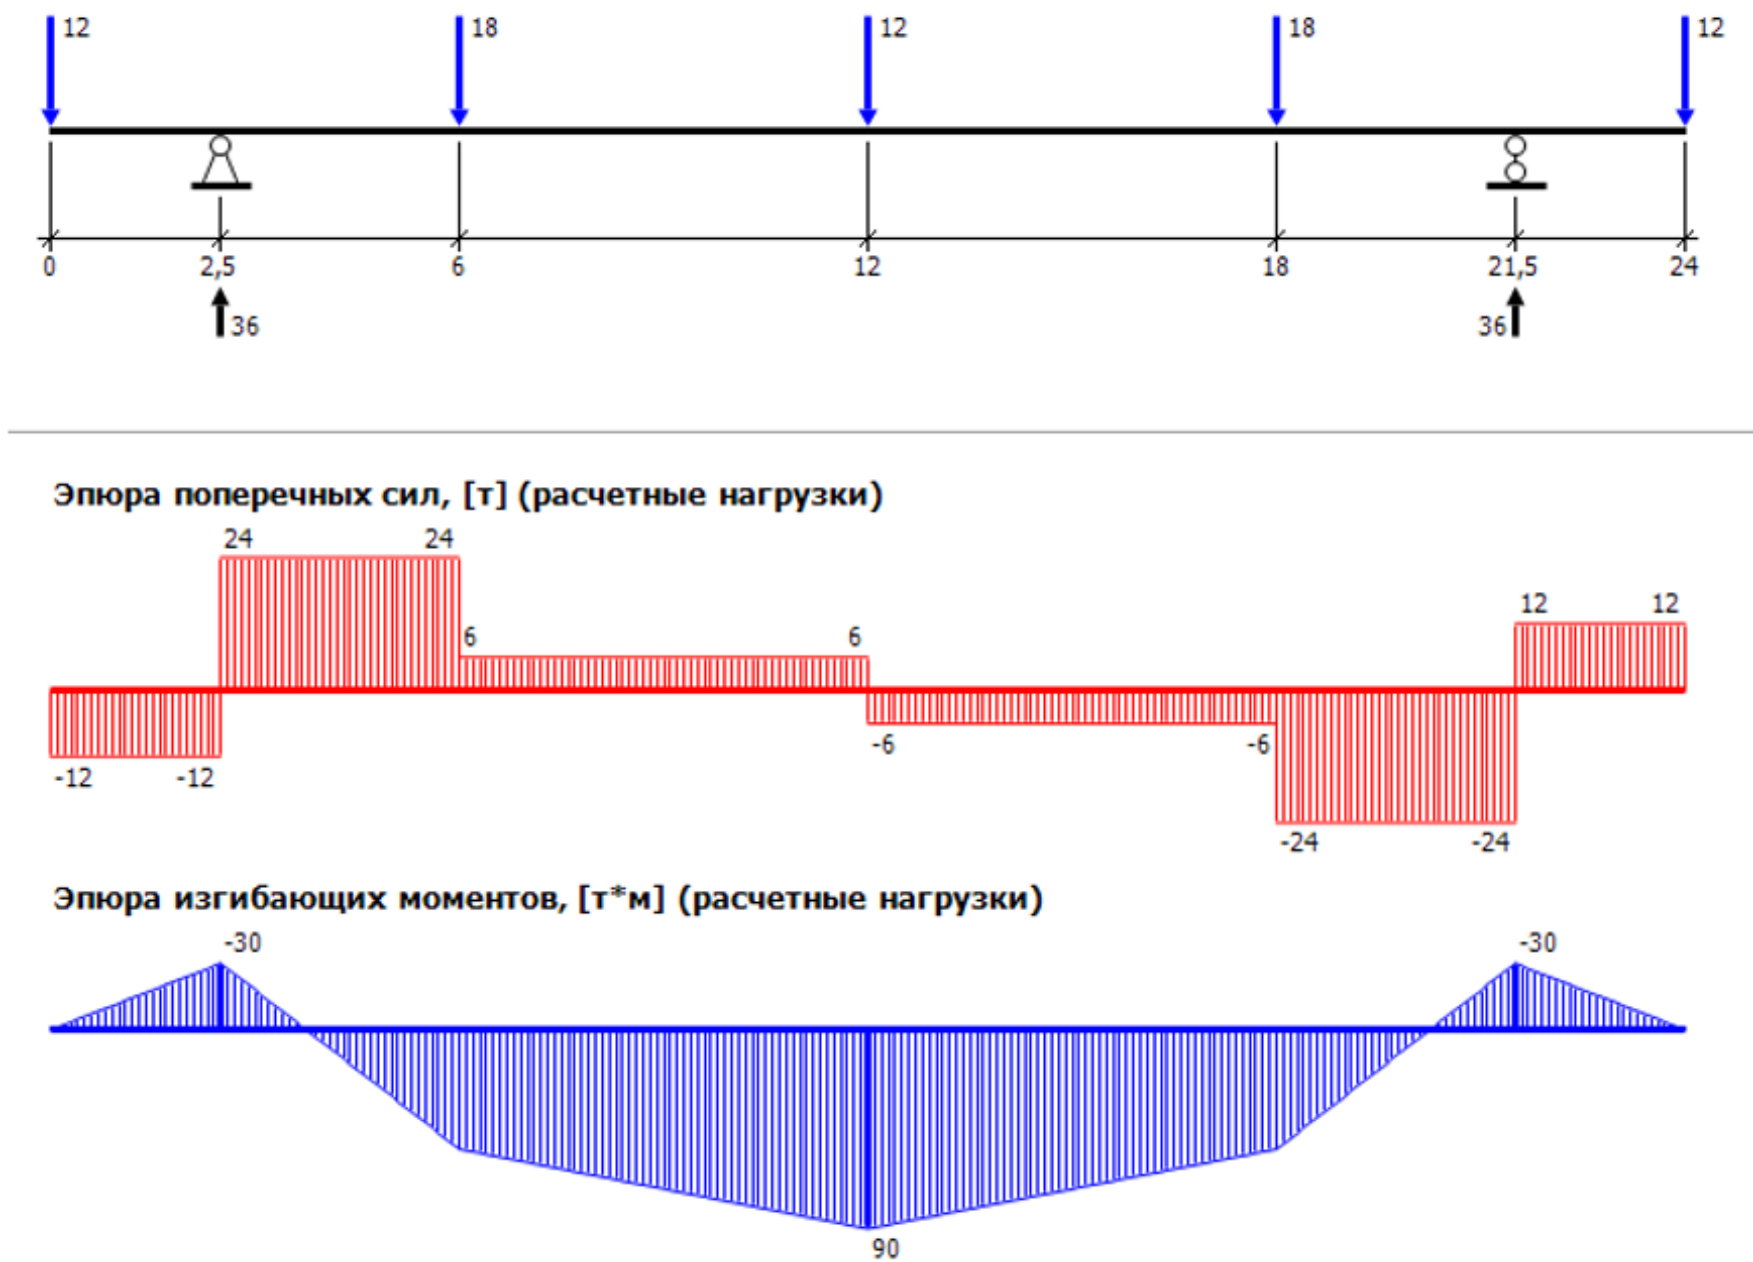 12 18 12 18 12
0 2,5 6 12 18 21,5 24
36 36
Эпюра поперечных сил, [т] (расчетные нагрузки)
24 24
12 12
6 6
-6 -6
-12 -12
-24 -24
Эпюра изгибающих моментов, [т*м] (расчетные нагрузки)
-30 -30
90